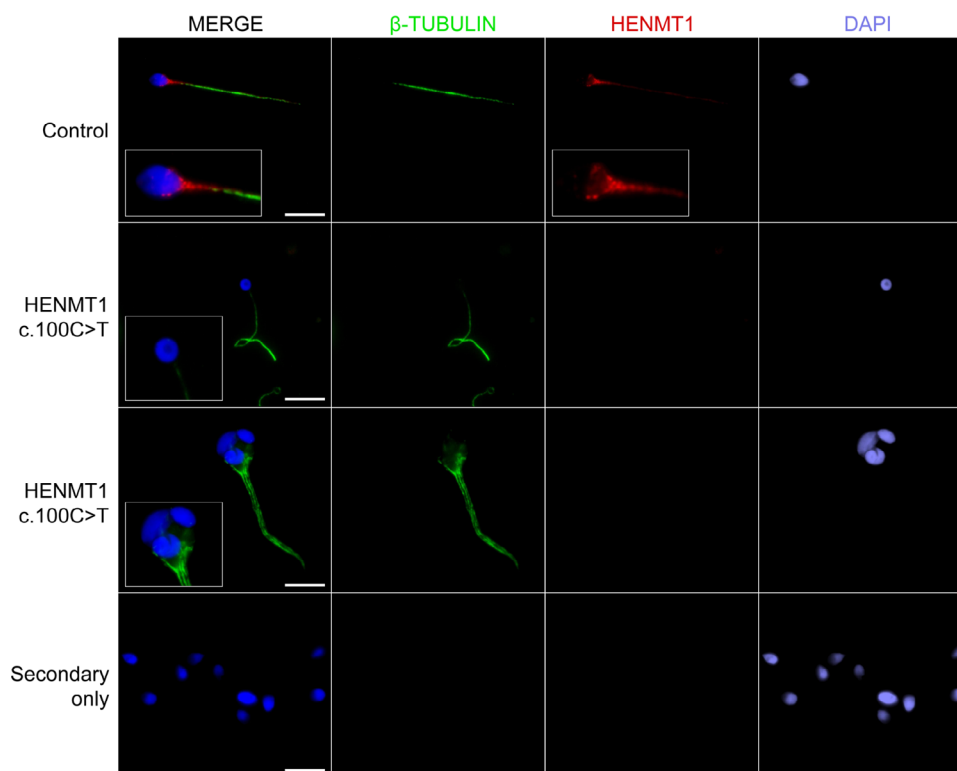 MERGE β-TUBULIN HENMT1 DAPI
Control
HENMT1
c.100C>T
HENMT1
c.100C>T
Secondary
only